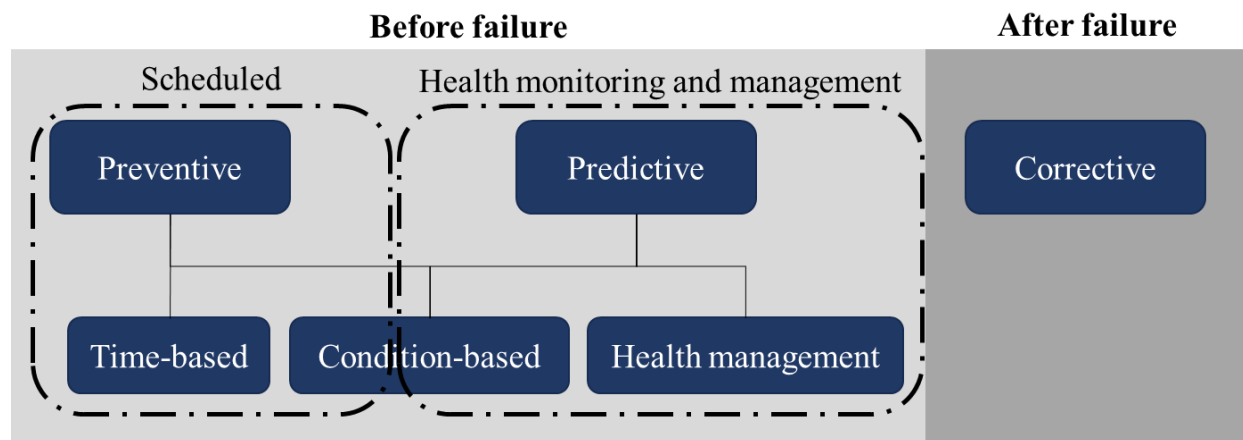 Before failure
After failure
Scheduled
Health monitoring and management
Preventive
Predictive
Corrective
Time-based
Condition-based
Health management